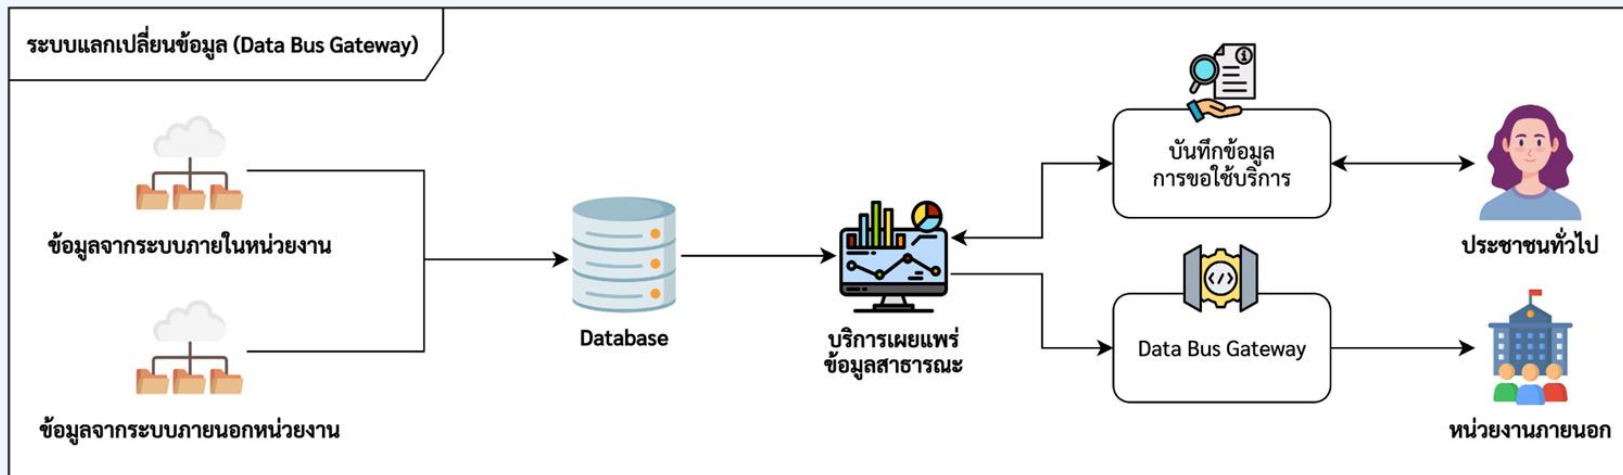 ระบบแลกเปลี่ยนข้อมูล (Data Bus Gateway)
ข้อมูลจากระบบภายในหน่วยงาน
ข้อมูลจากระบบภายนอกหน่วยงาน
Database
บริการเผยแพร่
ข้อมูลสาธารณะ
บันทึกข้อมูล
การขอใช้บริการ
Data Bus Gateway
ประชาชนทั่วไป
หน่วยงานภายนอก